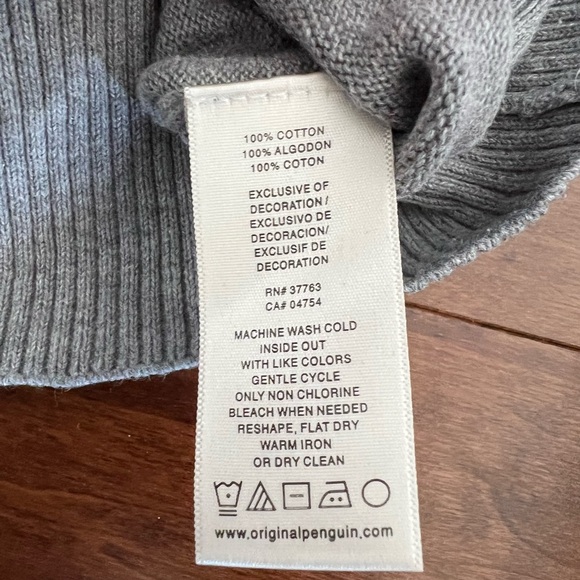 100% COTTON
100% ALGODON
100% COTON
EXCLUSIVE OF
DECORATION /
EXCLUSIVO DE
DECORACION/
EXCLUSIF DE
DECORATION
RN# 37763
CA# 04754
MACHINE WASH COLD
INSIDE OUT
WITH LIKE COLORS
GENTLE CYCLE
ONLY NON CHLORINE
BLEACH WHEN NEEDED
RESHAPE, FLAT DRY
WARM IRON
OR DRY CLEAN
www.originalpenguin.com